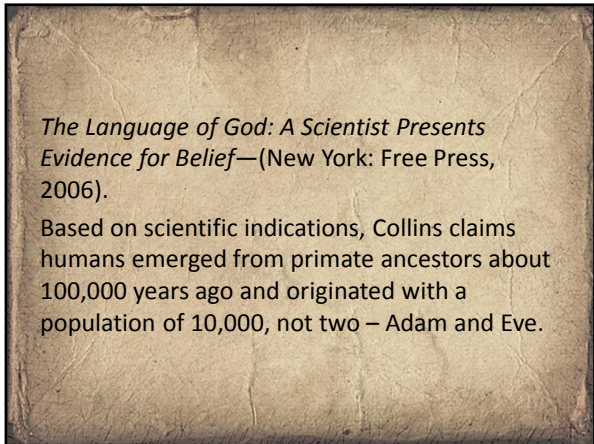 The Language of God: A Scientist Presents
Evidence for Belief—(New York: Free Press,
2006).
Based on scientific indications, Collins claims
humans emerged from primate ancestors about
100,000 years ago and originated with a
population of 10,000, not two – Adam and Eve.